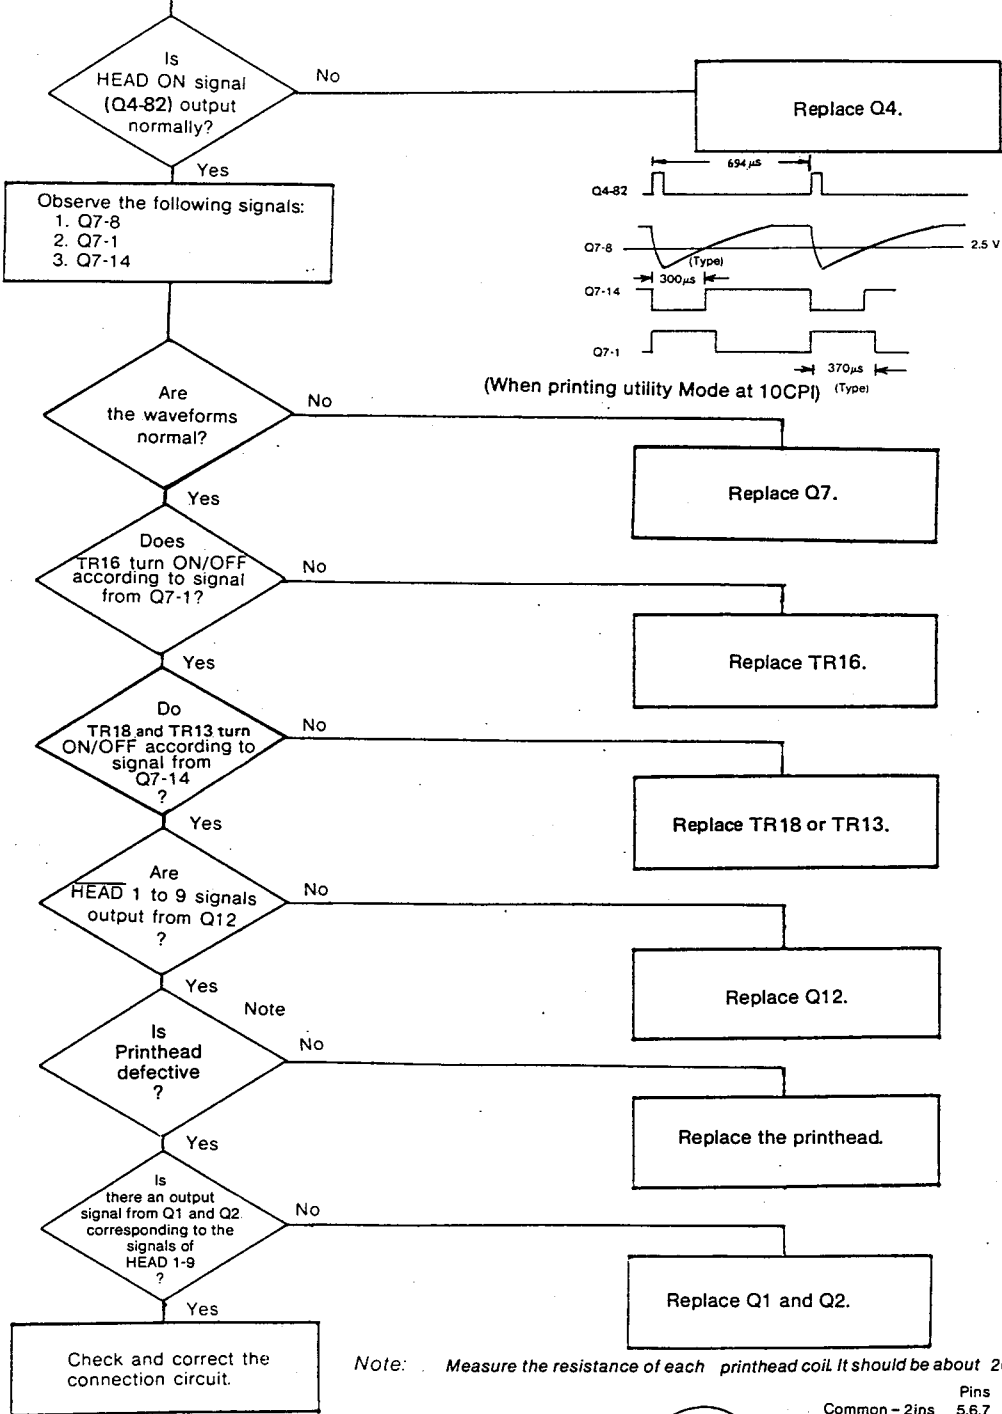 Is
HEAD ON signal
(Q4-82) output
normally?
No
Replace Q4.
Yes
Observe the following signals:
1. Q7-8
2. Q7-1
3. Q7-14
694 μs
Q4-82
Q7-8
2.5 V
(Type)
300μs
Q7-14
Q7-1
370μs
(When printing utility Mode at 10CPI) (Type)
Are
the waveforms
normal?
No
Replace Q7.
Yes
Does
TR16 turn ON/OFF
according to signal
from Q7-1?
No
Replace TR16.
Yes
Do
TR18 and TR13 turn
ON/OFF according to
signal from
Q7-14
?
No
Replace TR18 or TR13.
Yes
Are
HEAD 1 to 9 signals
output from Q12
?
No
Replace Q12.
Yes
Note
Is
Printhead
defective
?
No
Replace the printhead.
Yes
Is
there an output
signal from Q1 and Q2
corresponding to the
signals of
HEAD 1-9
?
No
Replace Q1 and Q2.
Yes
Check and correct the
connection circuit.
Note: Measure the resistance of each printhead coil. It should be about
Pins
Common – 2ins 5,6,7